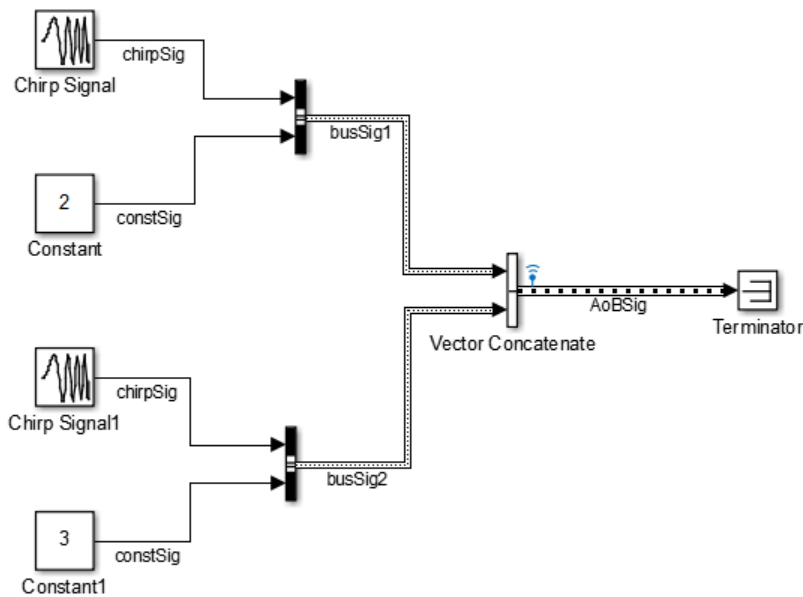 chirpSig
Chirp Signal
busSig1
2
constSig
Constant
AoBSig
Terminator
Vector Concatenate
chirpSig
Chirp Signal1
busSig2
3
constSig
Constant1